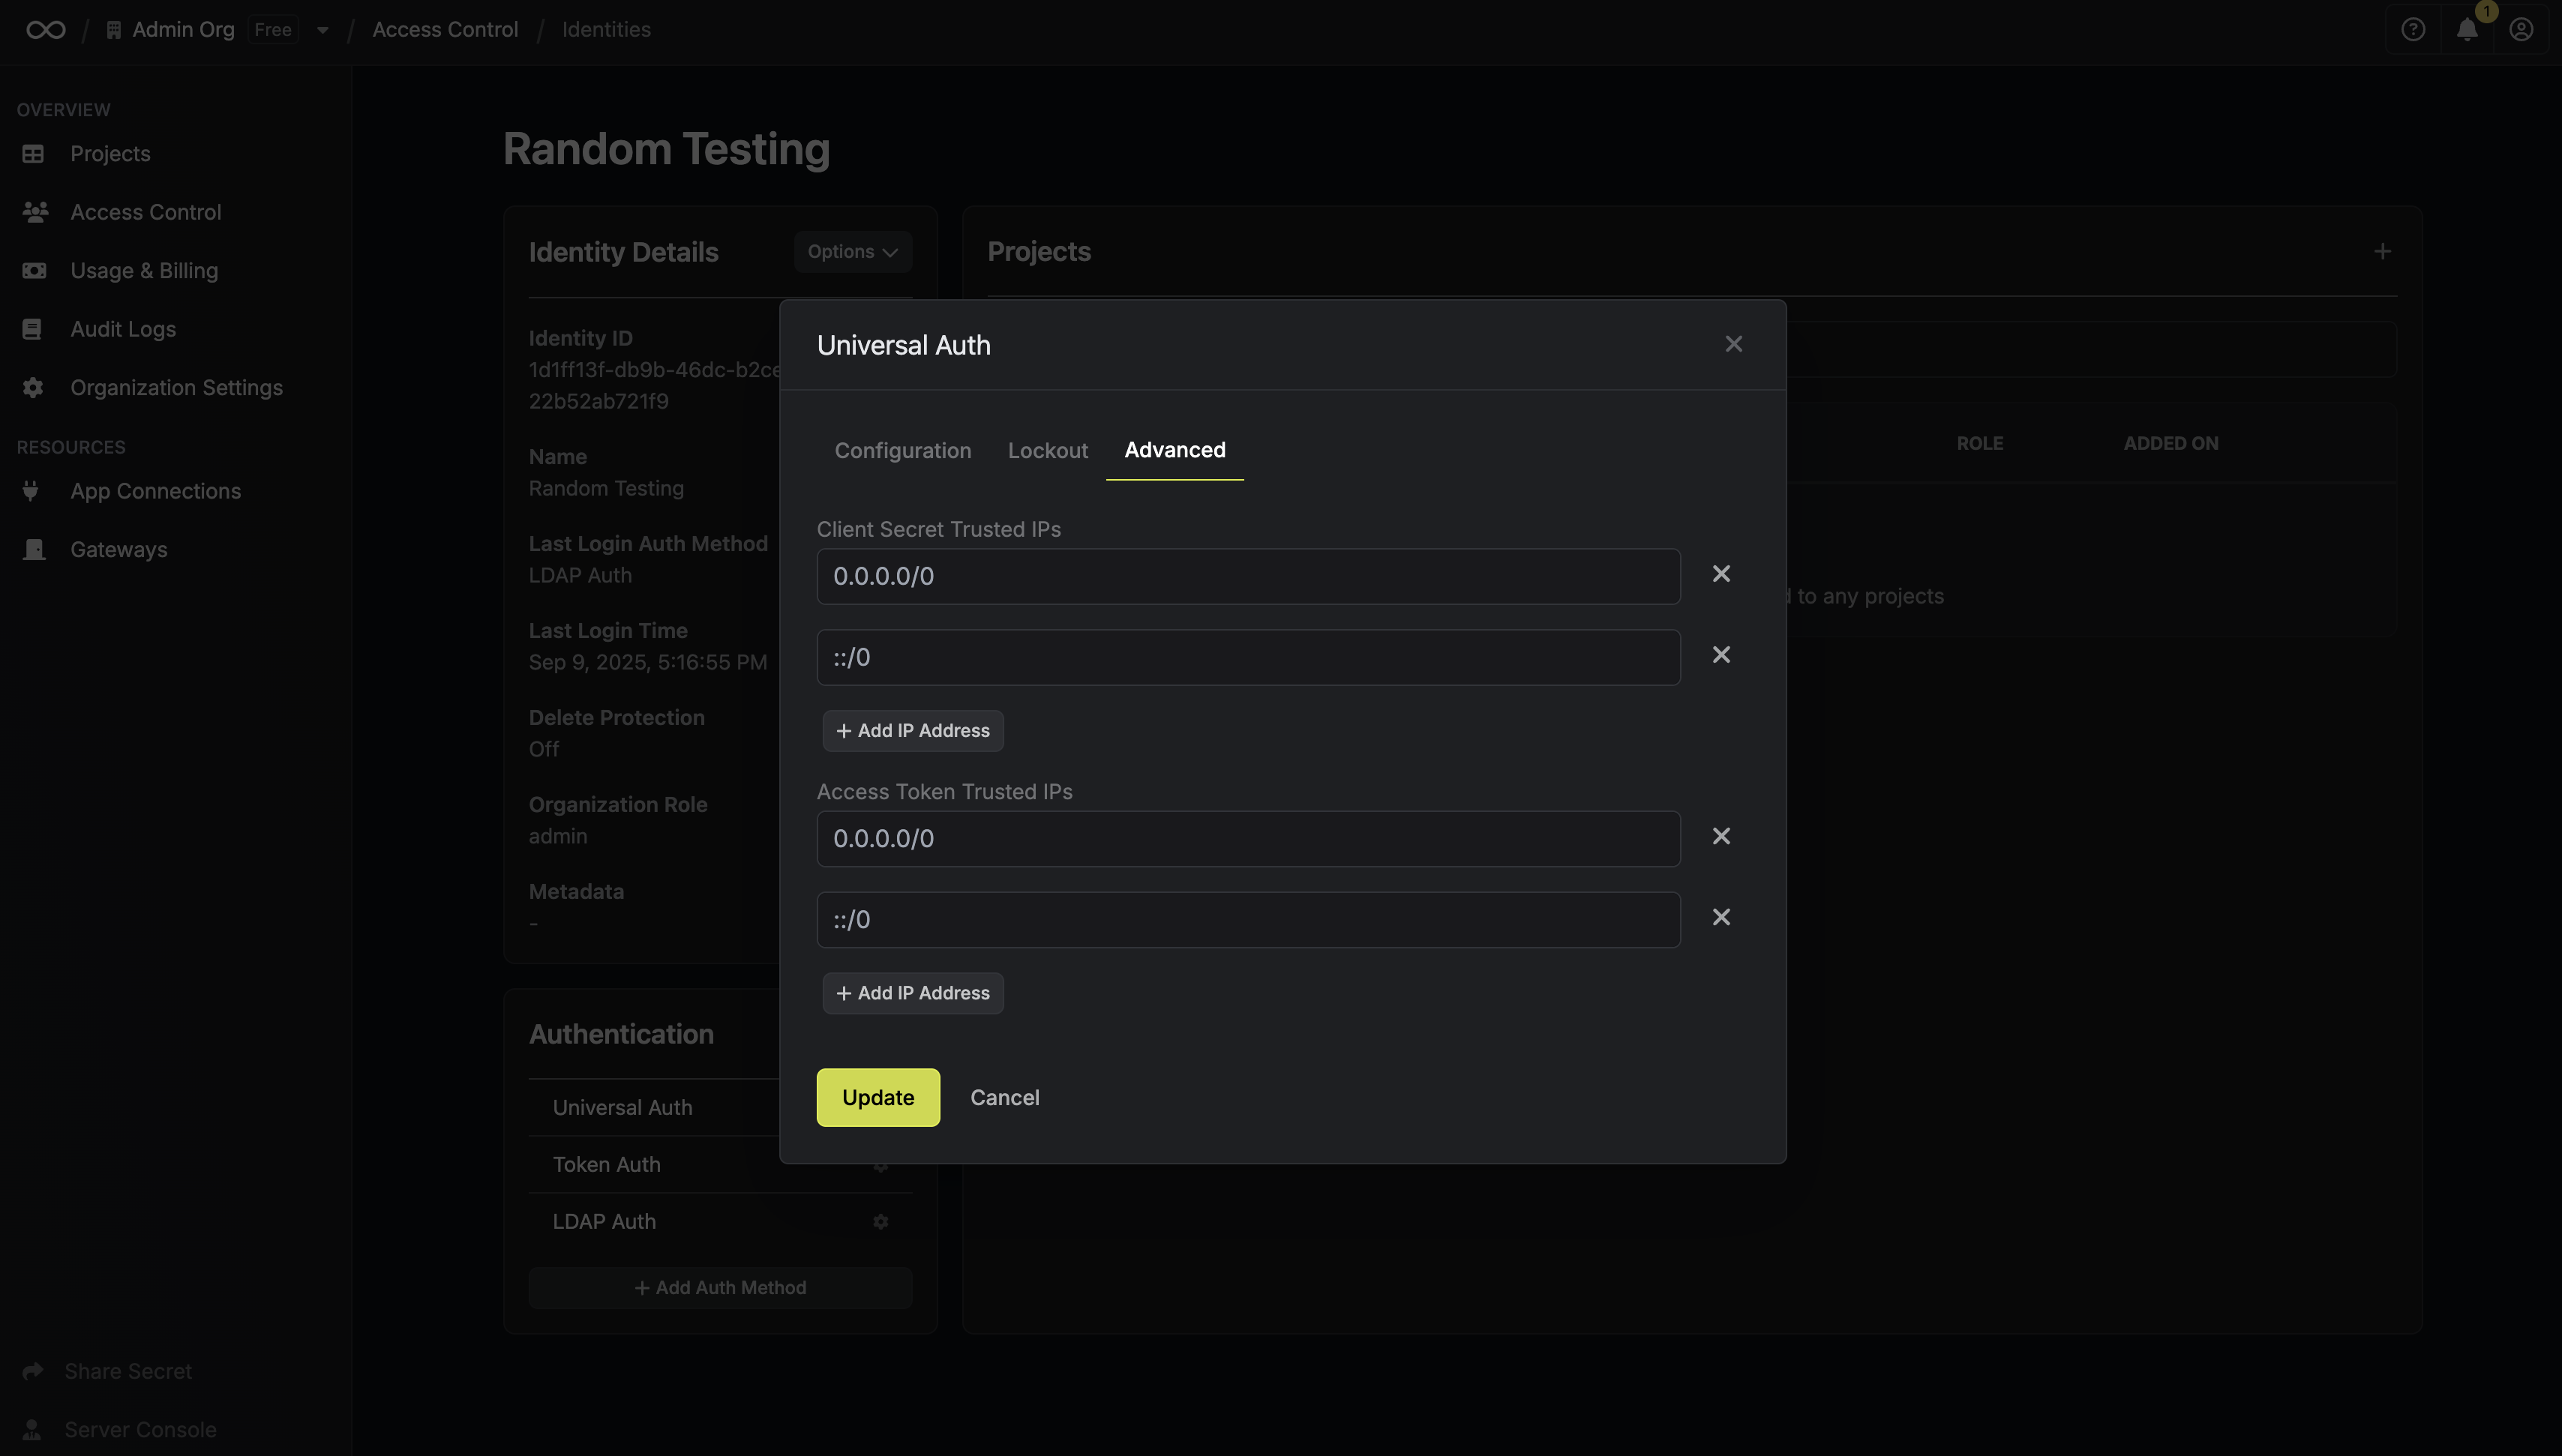 Admin Org Free / Access Control / Identities
1
OVERVIEW
Projects
Access Control
Usage & Billing
Audit Logs
Organization Settings
RESOURCES
App Connections
Gateways
Share Secret
Server Console
Random Testing
Identity Details
Options
Identity ID
1d1ff13f-db9b-46dc-b2ce
22b52ab721f9
Name
Random Testing
Last Login Auth Method
LDAP Auth
Last Login Time
Sep 9, 2025, 5:16:55 PM
Delete Protection
Off
Organization Role
admin
Metadata
-
Authentication
Universal Auth
Token Auth
LDAP Auth
+ Add Auth Method
Projects
ROLE
ADDED ON
to any projects
Universal Auth
Configuration
Lockout
Advanced
Client Secret Trusted IPs
0.0.0.0/0
::/0
+ Add IP Address
Access Token Trusted IPs
0.0.0.0/0
::/0
+ Add IP Address
Update
Cancel